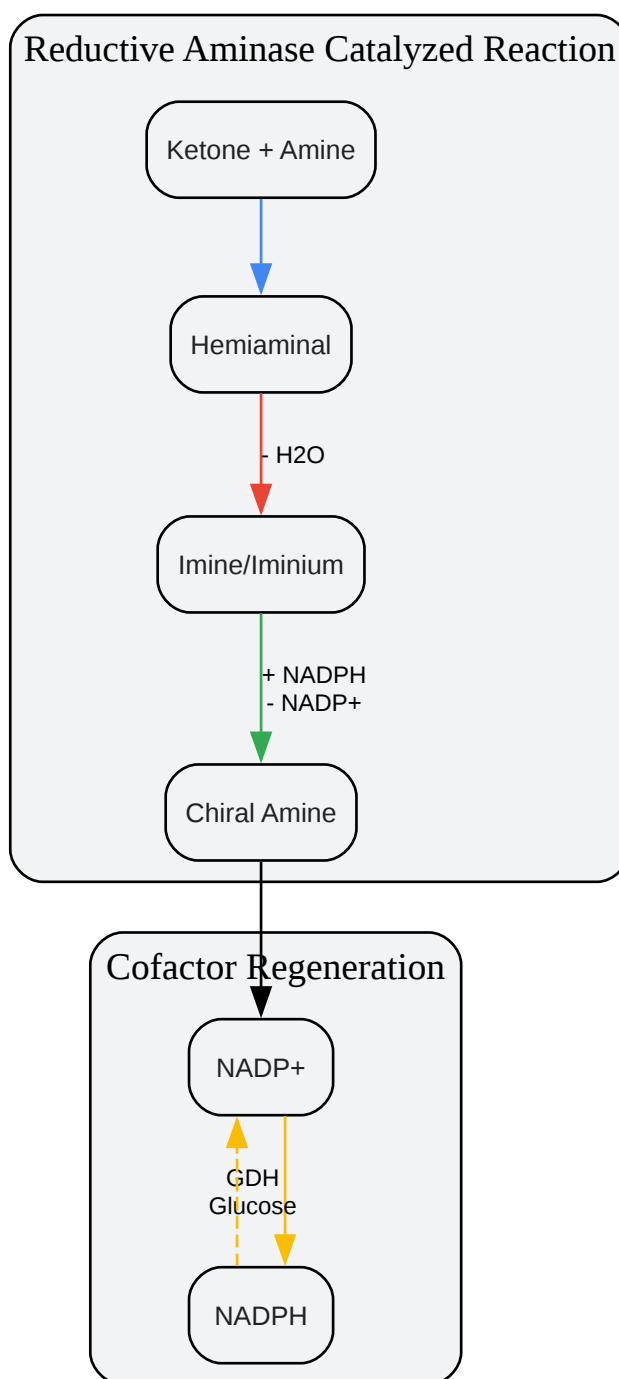 Reductive Aminase Catalyzed Reaction
Ketone + Amine
Hemiaminal
- H2O
Imine/Iminium
+ NADPH
- NADP+
Chiral Amine
Cofactor Regeneration
NADP+
GDH
Glucose
NADPH